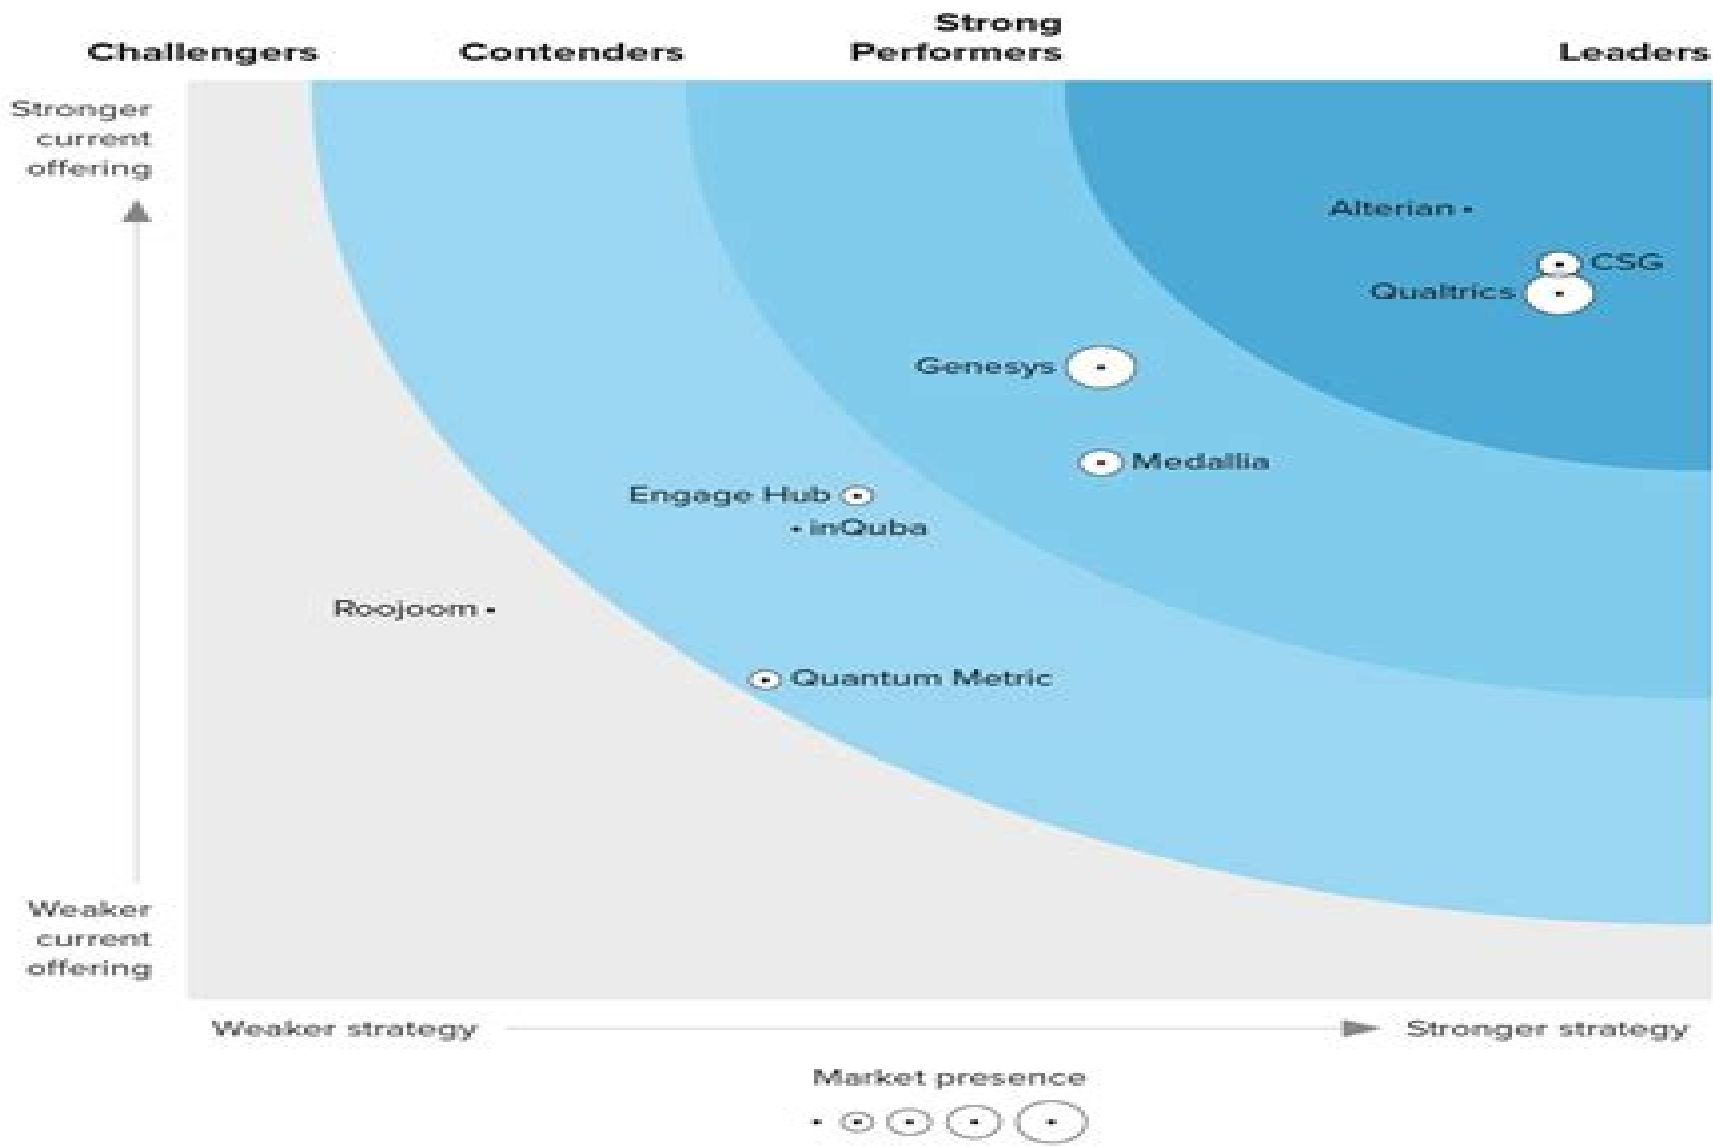 Strong
Challengers Contenders Performers Leaders
Stronger
current
offering
Alterian
CSG
Qualtrics
Genesys
Medallia
Engage Hub
inQuba
Roojoom
Quantum Metric
Weaker
current
offering
Weaker strategy Stronger strategy
Market presence